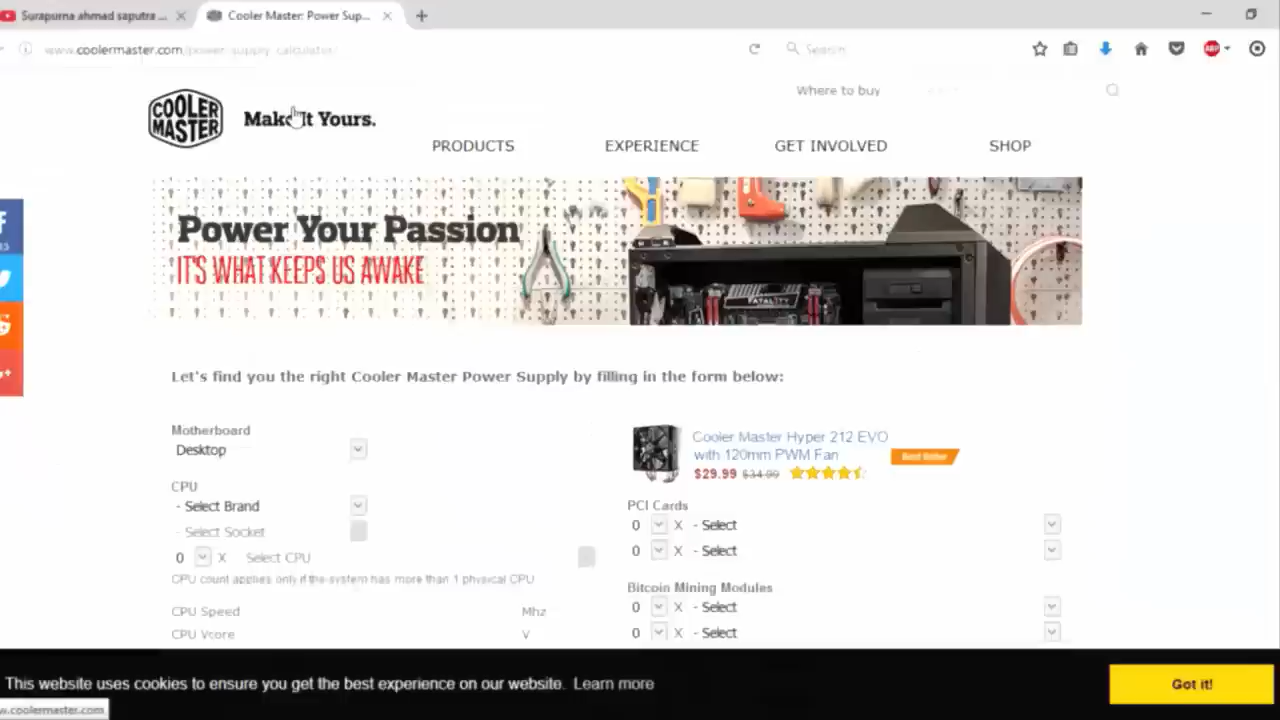 Surapurna ahmad saputra ...
Cooler Master: Power Sup...
www.coolermaster.com/power-supply-calculator/
Search
ABP
COOLER MASTER
Make It Yours.
Where to buy
PRODUCTS
EXPERIENCE
GET INVOLVED
SHOP
Power Your Passion
IT'S WHAT KEEPS US AWAKE
FATAL1TY
Let's find you the right Cooler Master Power Supply by filling in the form below:
Motherboard
Desktop
CPU
- Select Brand
- Select Socket
0 X Select CPU
CPU count applies only if the system has more than 1 physical CPU
CPU Speed Mhz
CPU Vcore V
Cooler Master Hyper 212 EVO
with 120mm PWM Fan
Best Seller
$29.99 $34.99
PCI Cards
0 X - Select
0 X - Select
Bitcoin Mining Modules
0 X - Select
0 X - Select
This website uses cookies to ensure you get the best experience on our website. Learn more
Got it!
w.coolermaster.com